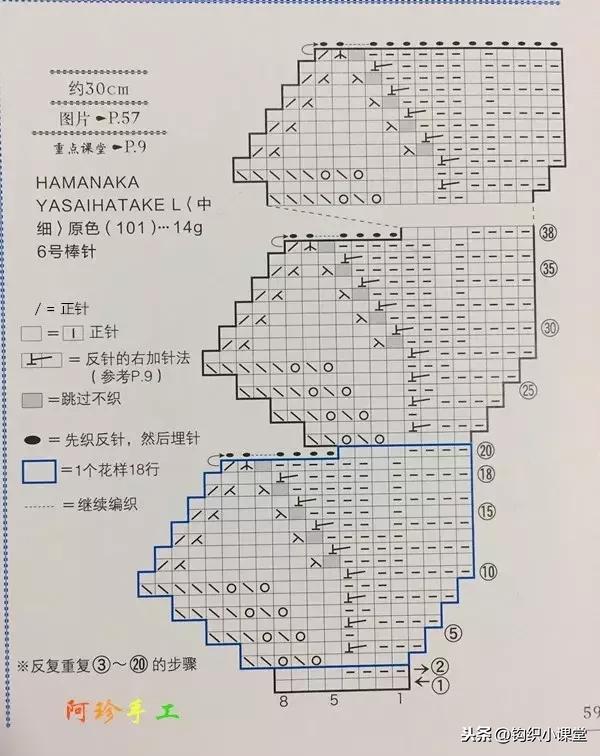 约30cm
图片 P.57
重点课堂 P.9
HAMANAKA
YASAIHATAKE L〈中
细〉原色（101）…14g
6号棒针
/ = 正针
= | 正针
= 反针的右加针法
（参考P.9）
=跳过不织
=先织反针，然后埋针
=1个花样18行
=继续编织
38
35
30
25
20
18
15
10
5
※反复重复③～⑳的步骤
→②
←①
8 5 1
阿珍手工
59
头条 @钩织小课堂